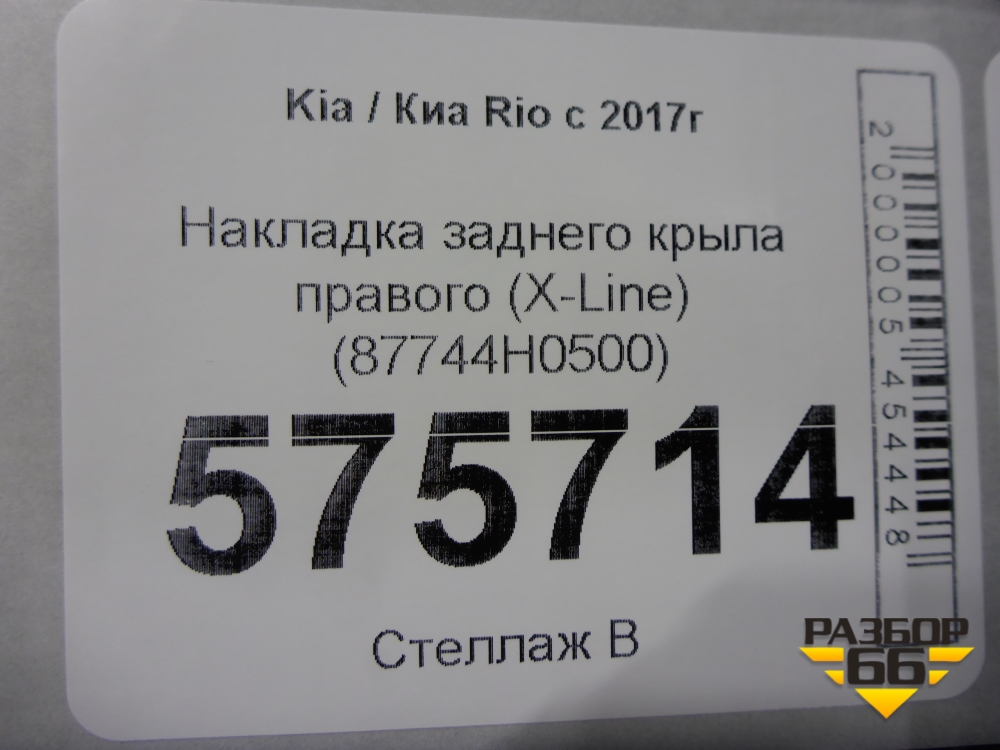 Kia / Киа Rio с 2017г
Накладка заднего крыла
правого (X-Line)
(87744H0500)
575714
Стеллаж В
2000005454448
РАЗБОР
66